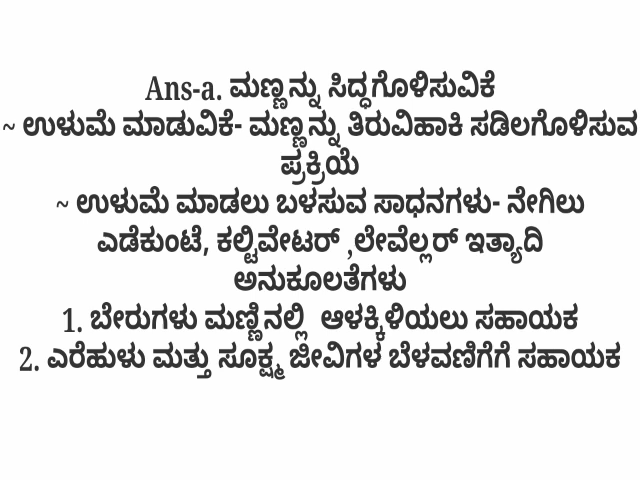 Ans-a. ಮಣ್ಣನ್ನು ಸಿದ್ಧಗೊಳಿಸುವಿಕೆ
~ ಉಳುಮೆ ಮಾಡುವಿಕೆ- ಮಣ್ಣನ್ನು ತಿರುವಿಹಾಕಿ ಸಡಿಲಗೊಳಿಸುವ
ಪ್ರಕ್ರಿಯೆ
~ ಉಳುಮೆ ಮಾಡಲು ಬಳಸುವ ಸಾಧನಗಳು- ನೇಗಿಲು
ಎಡೆಕುಂಟೆ, ಕಲ್ಟಿವೇಟರ್ ,ಲೇವೆಲ್ಲರ್ ಇತ್ಯಾದಿ
ಅನುಕೂಲತೆಗಳು
1. ಬೇರುಗಳು ಮಣ್ಣಿನಲ್ಲಿ  ಆಳಕ್ಕಿಳಿಯಲು ಸಹಾಯಕ
2. ಎರೆಹುಳು ಮತ್ತು ಸೂಕ್ಷ್ಮ ಜೀವಿಗಳ ಬೆಳವಣಿಗೆಗೆ ಸಹಾಯಕ